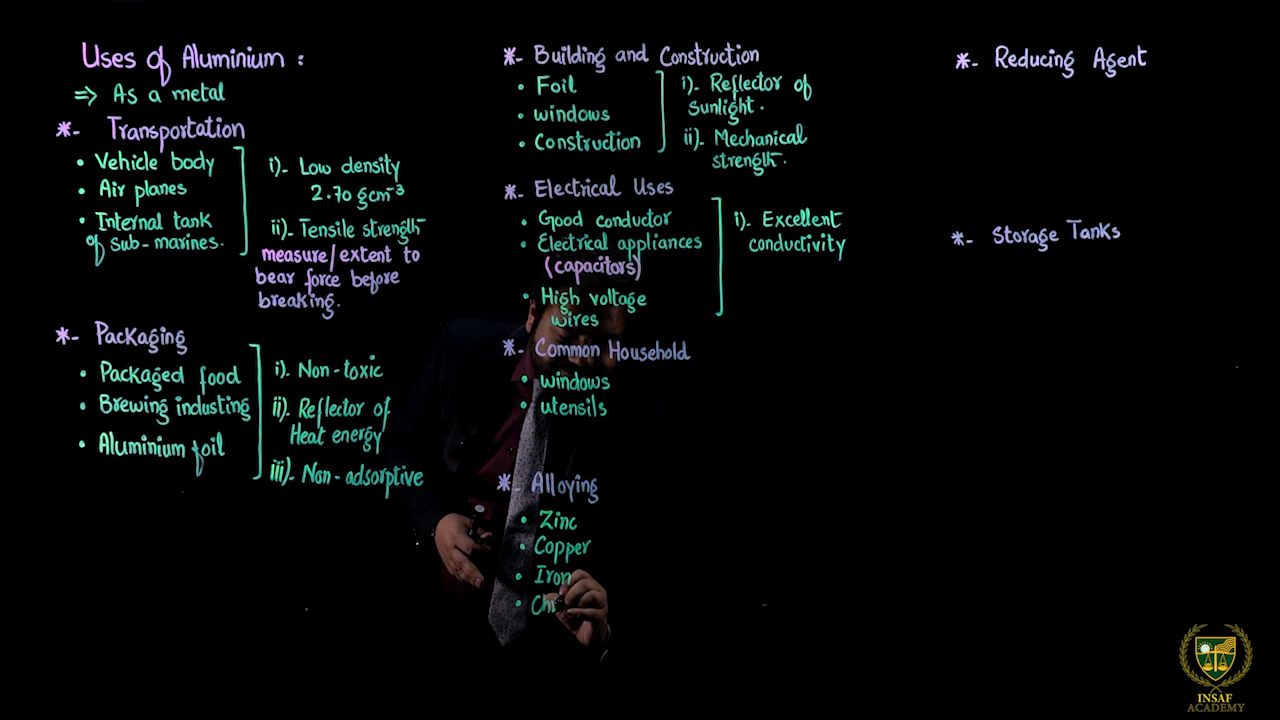 Uses of Aluminium :
⇒ As a metal
*- Transportation
• Vehicle body
• Air planes
• Internal tank
of sub-marines.
i)- Low density
2.70 gcm⁻³
ii)- Tensile strength
measure/extent to
bear force before
breaking.
*- Packaging
• Packaged food
• Brewing industing
• Aluminium foil
i)- Non-toxic
ii)- Reflector of
Heat energy
iii)- Non-adsorptive
*- Building and Construction
• Foil
• windows
• Construction
i)- Reflector of
sunlight.
ii)- Mechanical
strength.
*- Electrical Uses
• Good conductor
• Electrical appliances
(capacitors)
• High voltage
wires
i)- Excellent
conductivity
*- Common Household
• windows
• utensils
*- Alloying
• Zinc
• Copper
• Iron
• Chr
*- Reducing Agent
*- Storage Tanks
INSAF
ACADEMY